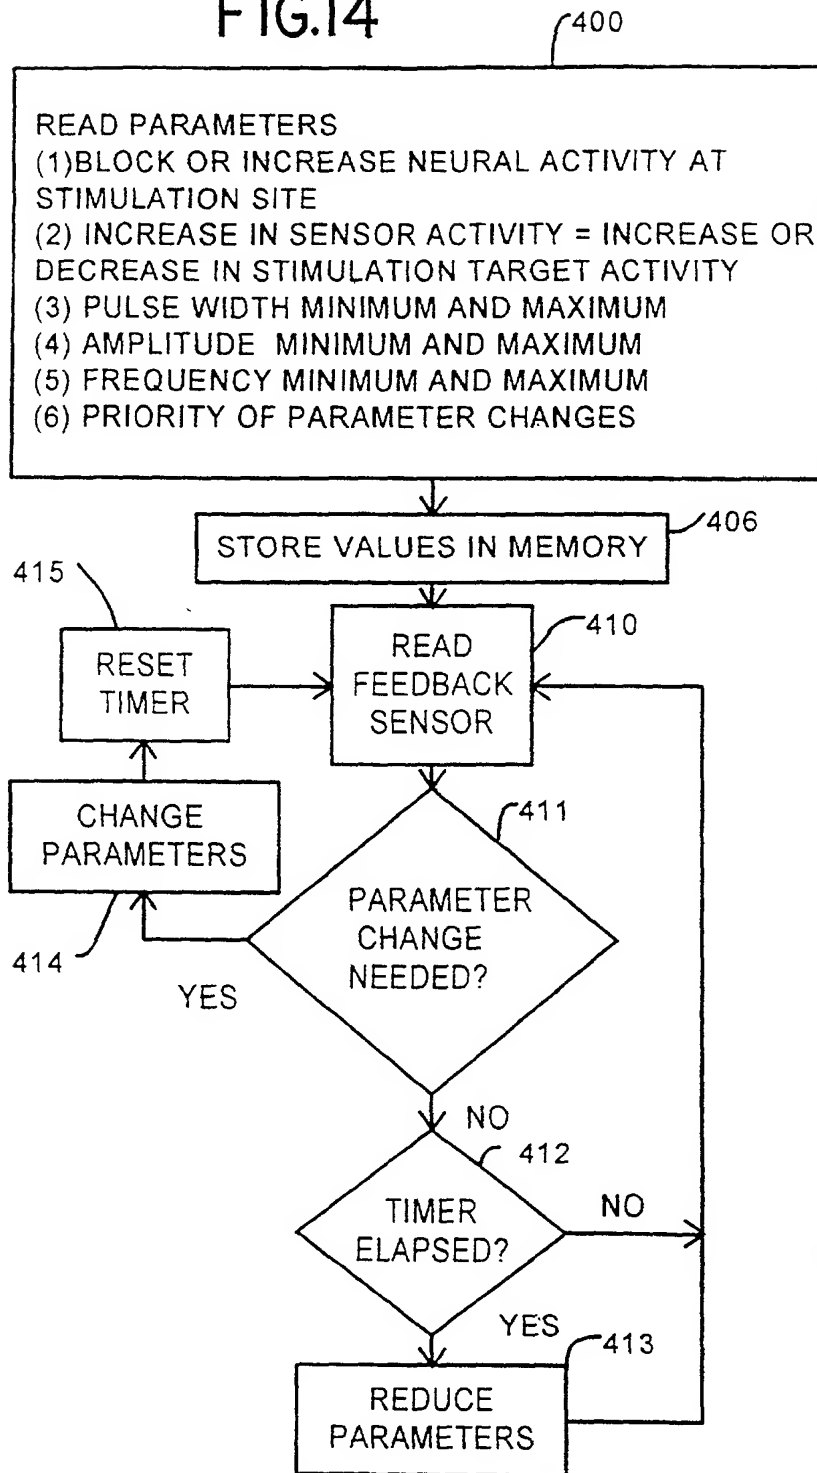 FIG.14
400
READ PARAMETERS
(1)BLOCK OR INCREASE NEURAL ACTIVITY AT
STIMULATION SITE
(2) INCREASE IN SENSOR ACTIVITY = INCREASE OR
DECREASE IN STIMULATION TARGET ACTIVITY
(3) PULSE WIDTH MINIMUM AND MAXIMUM
(4) AMPLITUDE MINIMUM AND MAXIMUM
(5) FREQUENCY MINIMUM AND MAXIMUM
(6) PRIORITY OF PARAMETER CHANGES
406
STORE VALUES IN MEMORY
415
410
READ
FEEDBACK
SENSOR
RESET
TIMER
411
CHANGE
PARAMETERS
PARAMETER
CHANGE
NEEDED?
414
YES
NO
412
TIMER
ELAPSED?
NO
YES
413
REDUCE
PARAMETERS